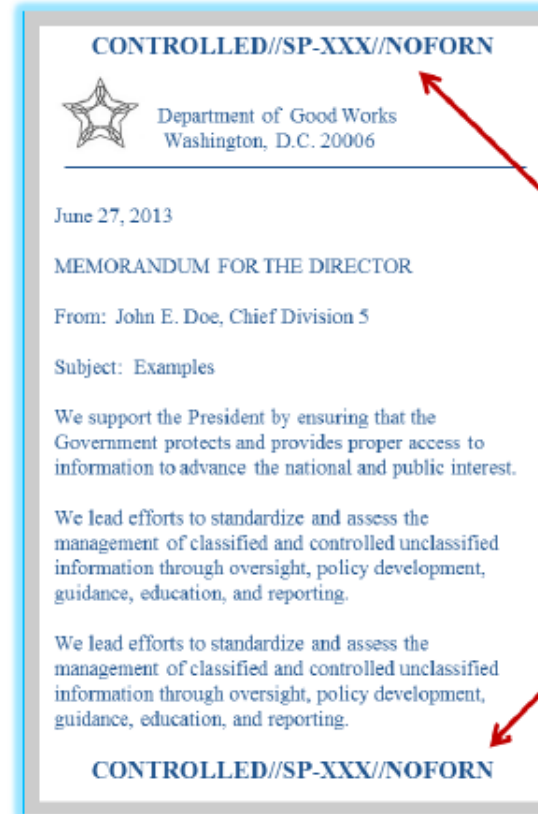 CONTROLLED//SP-XXX//NOFORN
Department of Good Works
Washington, D.C. 20006
June 27, 2013
MEMORANDUM FOR THE DIRECTOR
From: John E. Doe, Chief Division 5
Subject: Examples
We support the President by ensuring that the
Government protects and provides proper access to
information to advance the national and public interest.
We lead efforts to standardize and assess the
management of classified and controlled unclassified
information through oversight, policy development,
guidance, education, and reporting.
We lead efforts to standardize and assess the
management of classified and controlled unclassified
information through oversight, policy development,
guidance, education, and reporting.
CONTROLLED//SP-XXX//NOFORN